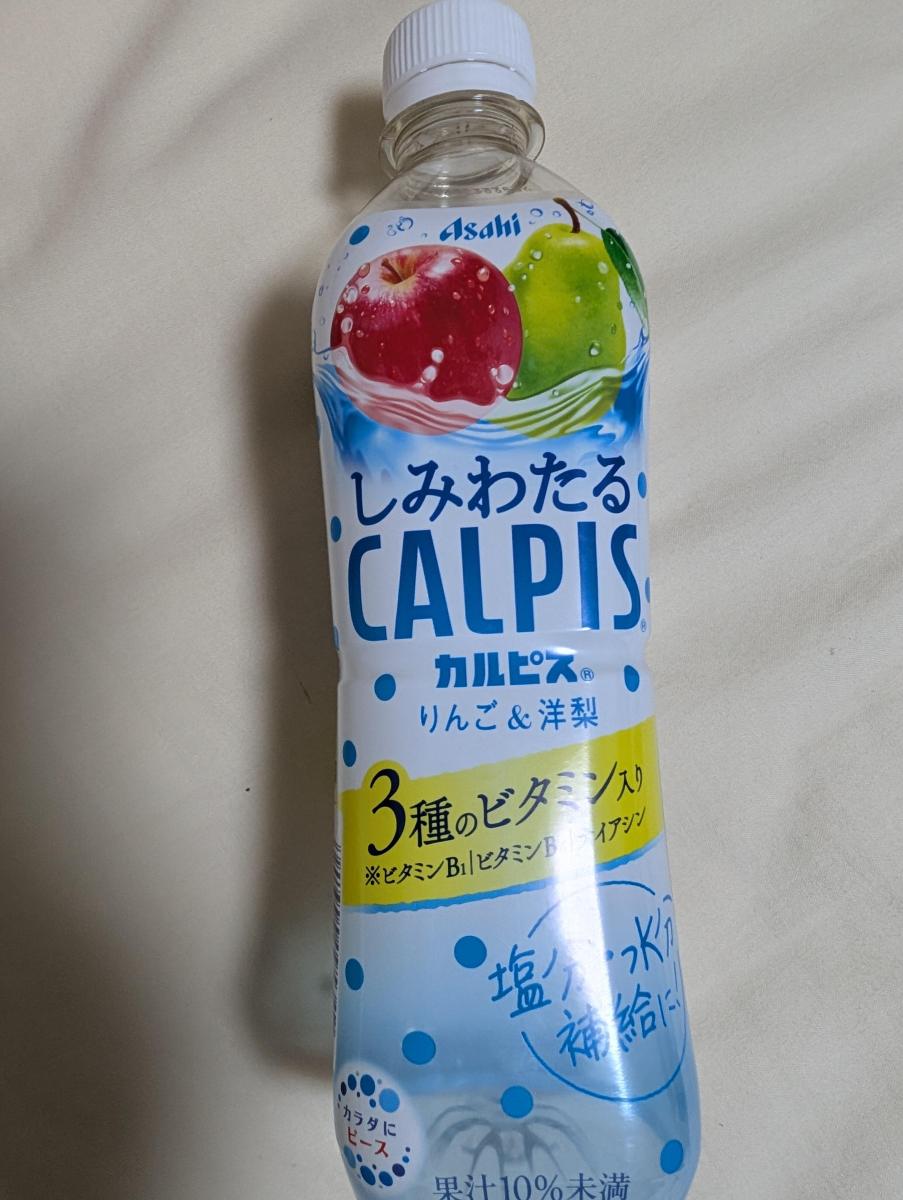 Asahi
しみわたる
CALPIS®
カルピス®
りんご&洋梨
3種のビタミン入り
※ビタミンB1|ビタミンB6|ナイアシン
塩分・水分
補給に!
カラダに
ピース
果汁10%未満